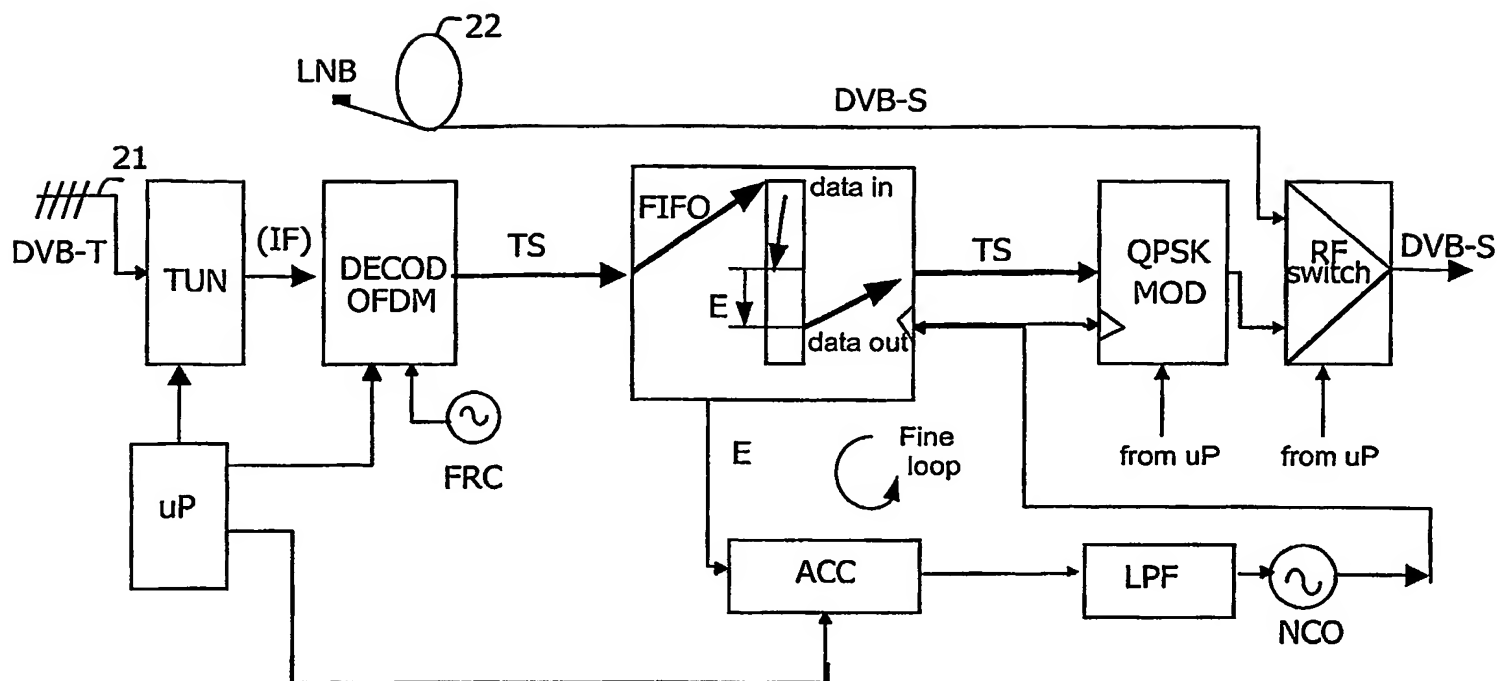 22
LNB
DVB-S
21
DVB-T
TUN
(IF)
DECOD
OFDM
TS
FIFO
data in
E
data out
TS
QPSK
MOD
RF
switch
DVB-S
uP
FRC
E
Fine
loop
from uP
from uP
ACC
LPF
NCO